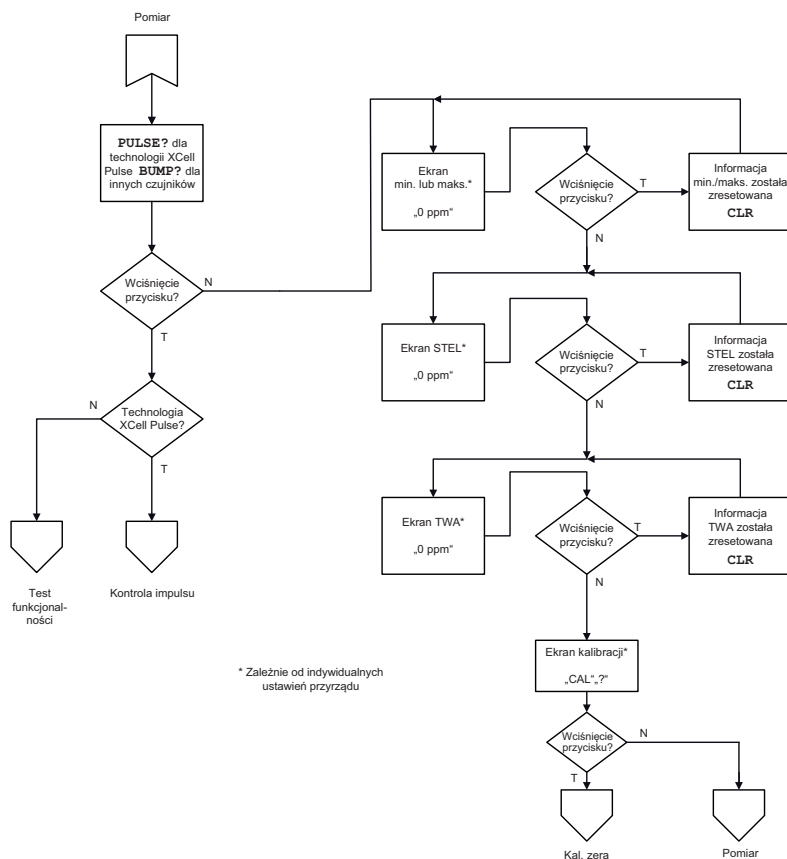 Pomiar
PULSE? dla
technologii XCell
Pulse BUMP? dla
innych czujników
Wciśnięcie
przycisku?
N
T
Technologia
XCell Pulse?
N
T
Test
funkcjonal-
ności
Kontrola impulsu
Ekran
min. lub maks.*
„0 ppm“
Wciśnięcie
przycisku?
T
N
Informacja
min./maks. została
zresetowana
CLR
Ekran STEL*
„0 ppm“
Wciśnięcie
przycisku?
T
N
Informacja
STEL została
zresetowana
CLR
Ekran TWA*
„0 ppm“
Wciśnięcie
przycisku?
T
N
Informacja
TWA została
zresetowana
CLR
Ekran kalibracji*
„CAL“„?“
Wciśnięcie
przycisku?
N
T
Kal. zera
Pomiar
* Zależnie od indywidualnych
ustawień przyrządu